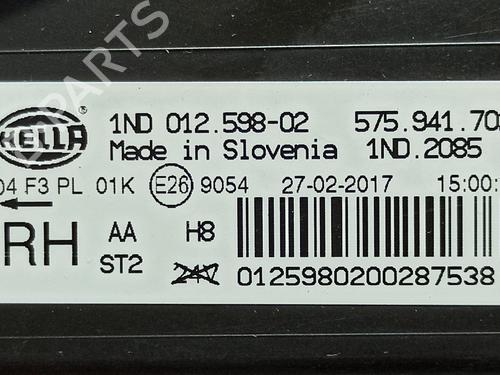 HELLA ®
1ND 012.598-02
575.941.70
Made in Slovenia
1ND.2085
04 F3 PL 01K E26 9054 27-02-2017 15:00:
RH
AA
H8
ST2
0125980200287538